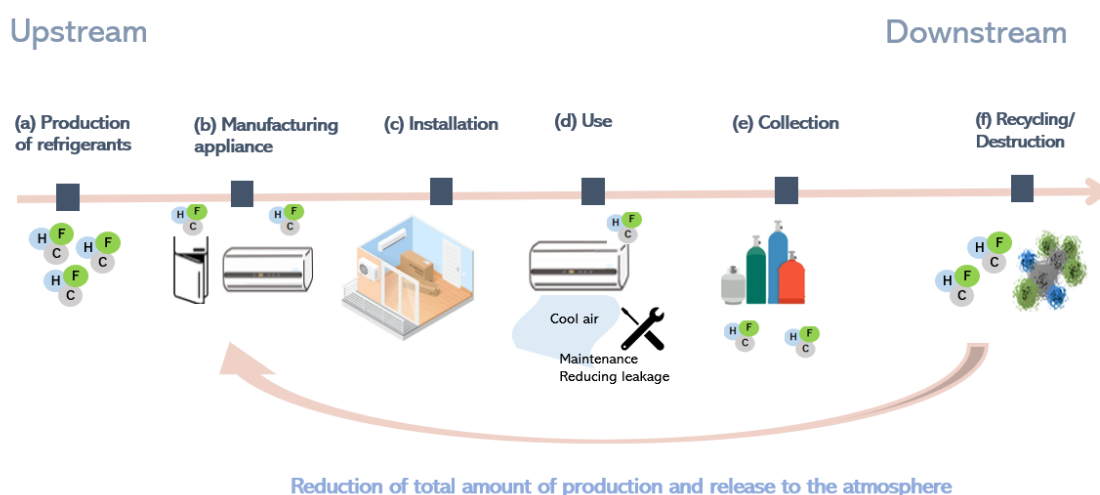 Upstream
Downstream
(a) Production
of refrigerants
(b) Manufacturing
appliance
(c) Installation
(d) Use
(e) Collection
(f) Recycling/
Destruction
H F C
H F C
H F C
H F C
H F C
H F C
H F C
H F C
H F C
H F C
Cool air
Maintenance
Reducing leakage
Reduction of total amount of production and release to the atmosphere